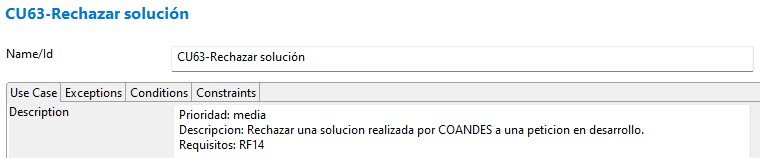 CU63-Rechazar solución
Name/Id
CU63-Rechazar solución
Use Case Exceptions Conditions Constraints
Description
Prioridad: media
Descripcion: Rechazar una solucion realizada por COANDES a una peticion en desarrollo.
Requisitos: RF14